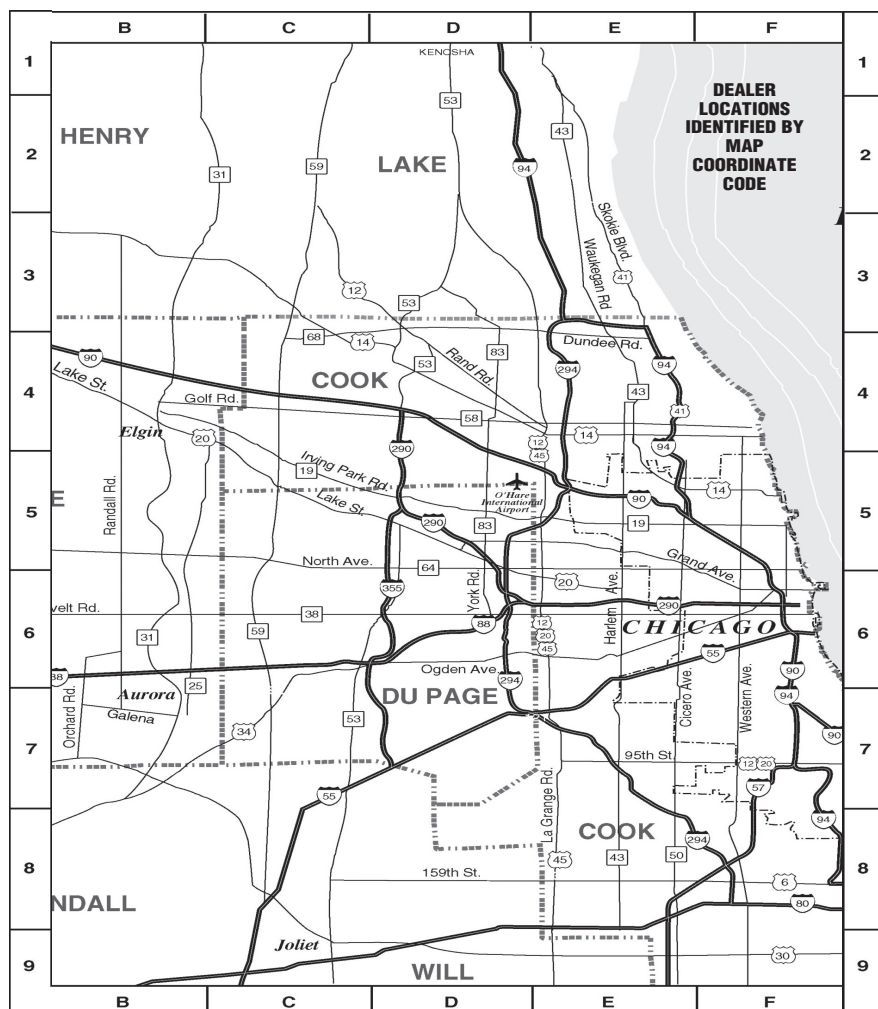 B C D E F
1
KENOSHA
DEALER
LOCATIONS
IDENTIFIED BY
MAP
COORDINATE
CODE
53
43
HENRY
LAKE
2
31
59
94
Skokie Blvd.
Waukegan Rd
3
12
53
41
68
14
83
Dundee Rd.
90
53
Rand Rd.
294
94
Lake St.
COOK
43
4
Golf Rd.
58
41
Elgin
20
290
12
45
14
94
Irving Park Rd.
19
Lake St.
O'Hare
International
Airport
90
14
E
Randall Rd.
5
290
83
19
North Ave.
64
Grand Ave.
20
355
York Rd.
Harlem Ave.
velt Rd.
38
290
31
59
88
12
20
45
CHICAGO
6
55
Ogden Ave.
90
88
25
294
Cicero Ave.
Western Ave.
Orchard Rd.
Aurora
DU PAGE
94
Galena
53
34
90
7
95th St.
12 20
55
57
La Grange Rd.
COOK
94
294
45
43
50
8
159th St.
6
NDALL
80
Joliet
30
9
WILL
B C D E F
1
2
3
4
5
6
7
8
9